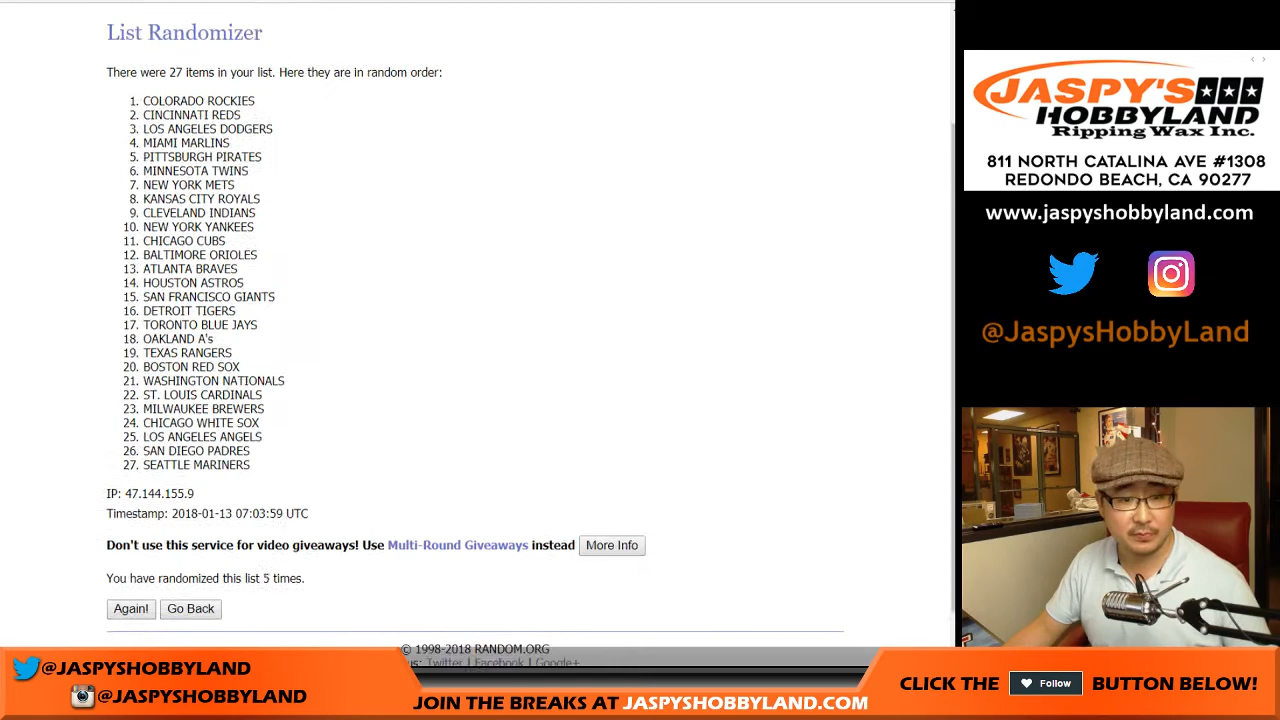 List Randomizer
There were 27 items in your list. Here they are in random order:
1. COLORADO ROCKIES
2. CINCINNATI REDS
3. LOS ANGELES DODGERS
4. MIAMI MARLINS
5. PITTSBURGH PIRATES
6. MINNESOTA TWINS
7. NEW YORK METS
8. KANSAS CITY ROYALS
9. CLEVELAND INDIANS
10. NEW YORK YANKEES
11. CHICAGO CUBS
12. BALTIMORE ORIOLES
13. ATLANTA BRAVES
14. HOUSTON ASTROS
15. SAN FRANCISCO GIANTS
16. DETROIT TIGERS
17. TORONTO BLUE JAYS
18. OAKLAND A's
19. TEXAS RANGERS
20. BOSTON RED SOX
21. WASHINGTON NATIONALS
22. ST. LOUIS CARDINALS
23. MILWAUKEE BREWERS
24. CHICAGO WHITE SOX
25. LOS ANGELES ANGELS
26. SAN DIEGO PADRES
27. SEATTLE MARINERS
IP: 47.144.155.9
Timestamp: 2018-01-13 07:03:59 UTC
Don't use this service for video giveaways! Use Multi-Round Giveaways instead More Info
You have randomized this list 5 times.
Again! Go Back
© 1998-2018 RANDOM.ORG
us: Twitter | Facebook | Google+
JASPY'S
HOBBYLAND
Ripping Wax Inc.
811 NORTH CATALINA AVE #1308
REDONDO BEACH, CA 90277
www.jaspyshobbyland.com
@JaspysHobbyLand
@JASPYSHOBBYLAND
@JASPYSHOBBYLAND
JOIN THE BREAKS AT JASPYSHOBBYLAND.COM
CLICK THE Follow BUTTON BELOW!